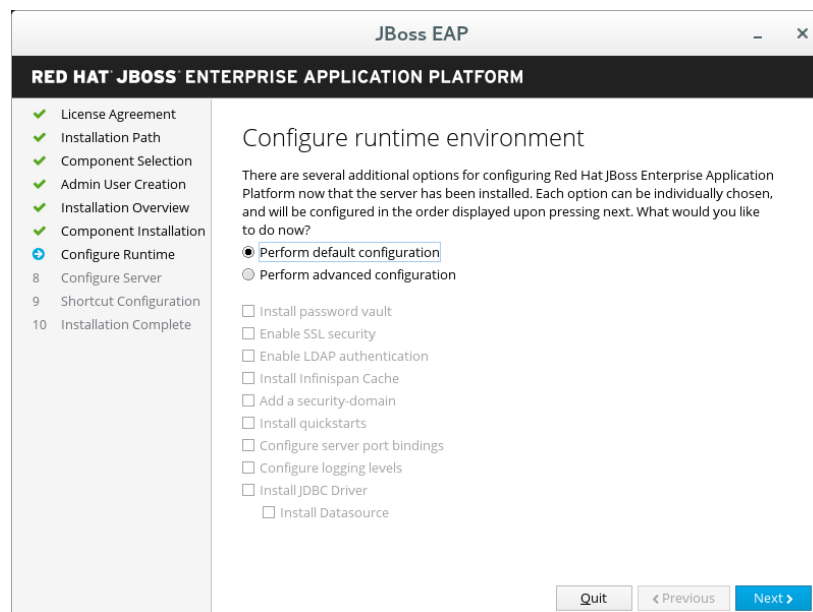 JBoss EAP
RED HAT JBOSS ENTERPRISE APPLICATION PLATFORM
License Agreement
Installation Path
Component Selection
Admin User Creation
Installation Overview
Component Installation
Configure Runtime
8 Configure Server
9 Shortcut Configuration
10 Installation Complete
Configure runtime environment
There are several additional options for configuring Red Hat JBoss Enterprise Application
Platform now that the server has been installed. Each option can be individually chosen,
and will be configured in the order displayed upon pressing next. What would you like
to do now?
Perform default configuration
Perform advanced configuration
Install password vault
Enable SSL security
Enable LDAP authentication
Install Infinispan Cache
Add a security-domain
Install quickstarts
Configure server port bindings
Configure logging levels
Install JDBC Driver
Install Datasource
Quit
Previous
Next